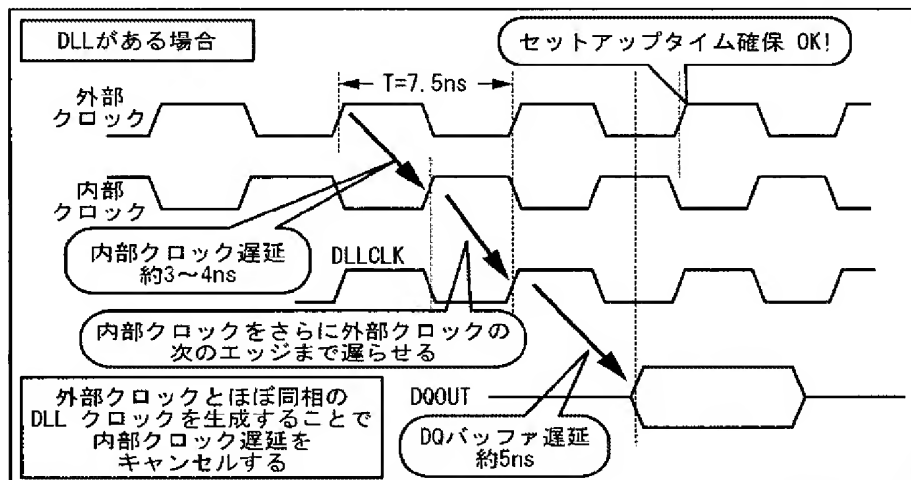 DLLがある場合
セットアップタイム確保 OK!
T=7.5ns
外部
クロック
内部
クロック
内部クロック遅延
約3～4ns
DLLCLK
内部クロックをさらに外部クロックの
次のエッジまで遅らせる
外部クロックとほぼ同相の
DLL クロックを生成することで
内部クロック遅延を
キャンセルする
DQOUT
DQバッファ遅延
約5ns